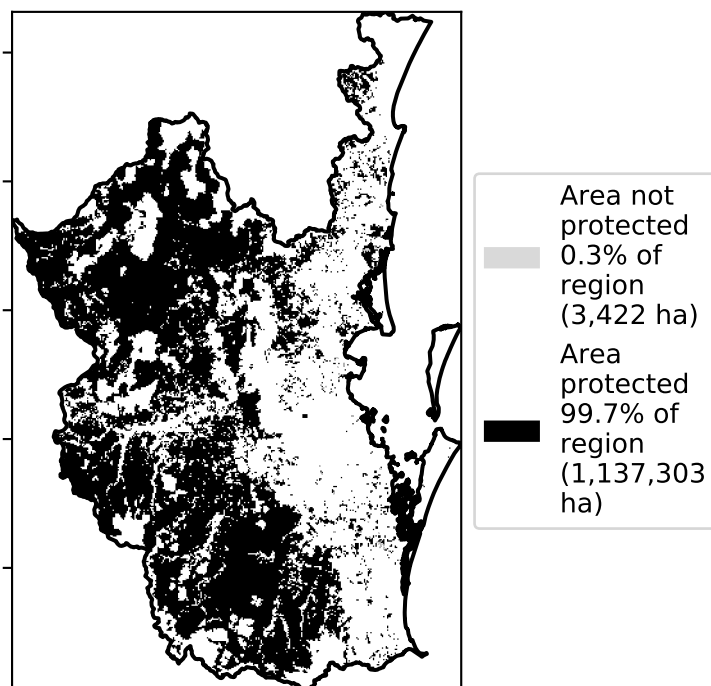 Area not
protected
0.3% of
region
(3,422 ha)
Area
protected
99.7% of
region
(1,137,303
ha)